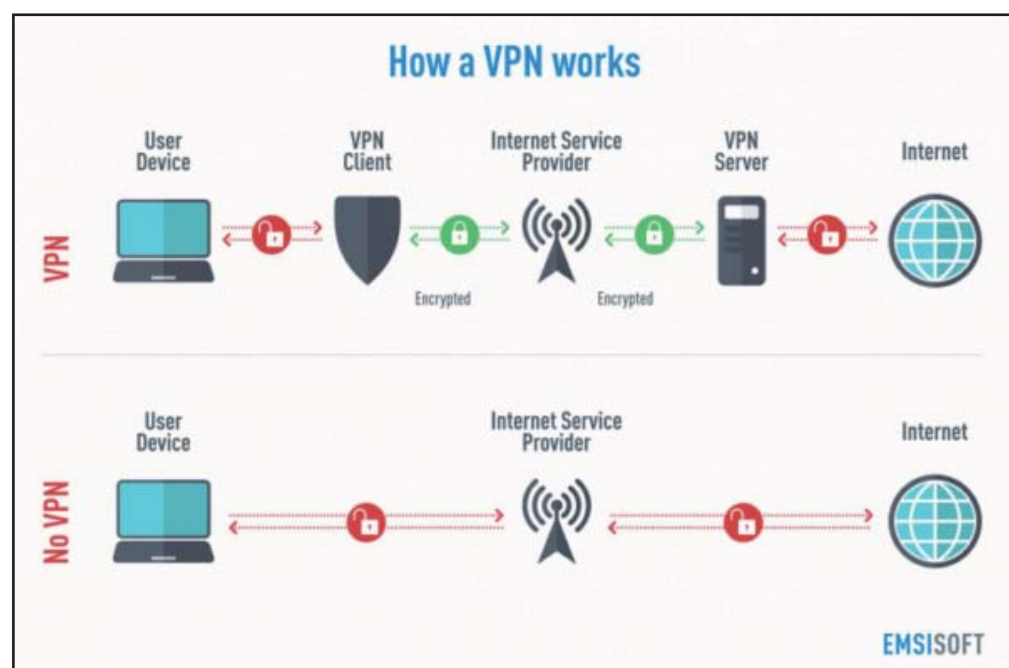 How a VPN works
User
Device
VPN
Client
Internet Service
Provider
VPN
Server
Internet
VPN
Encrypted
Encrypted
User
Device
Internet Service
Provider
Internet
No VPN
EMSISOFT